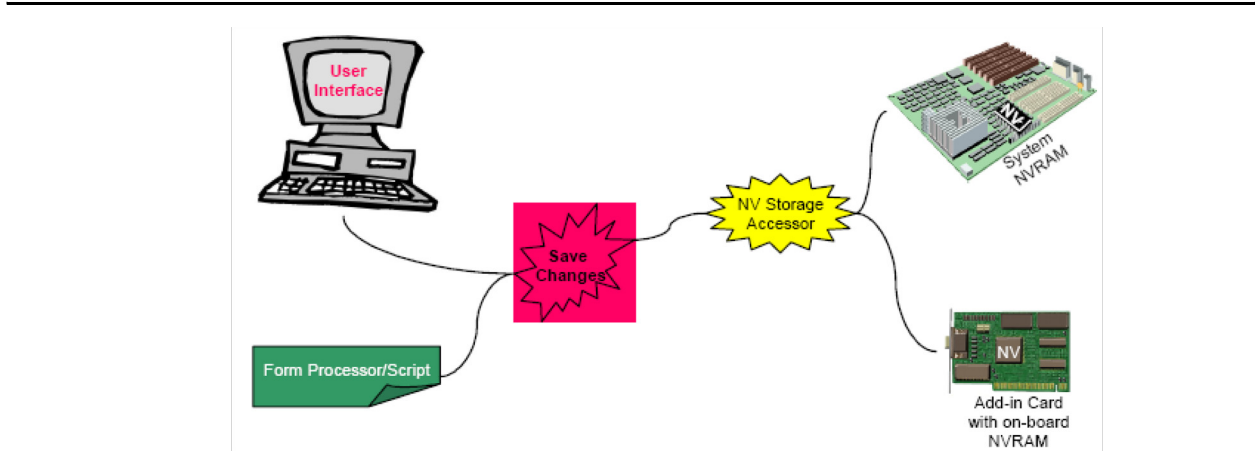 User
Interface
NV
System
NVRAM
NV Storage
Accessor
Save
Changes
Form Processor/Script
NV
Add-in Card
with on-board
NVRAM